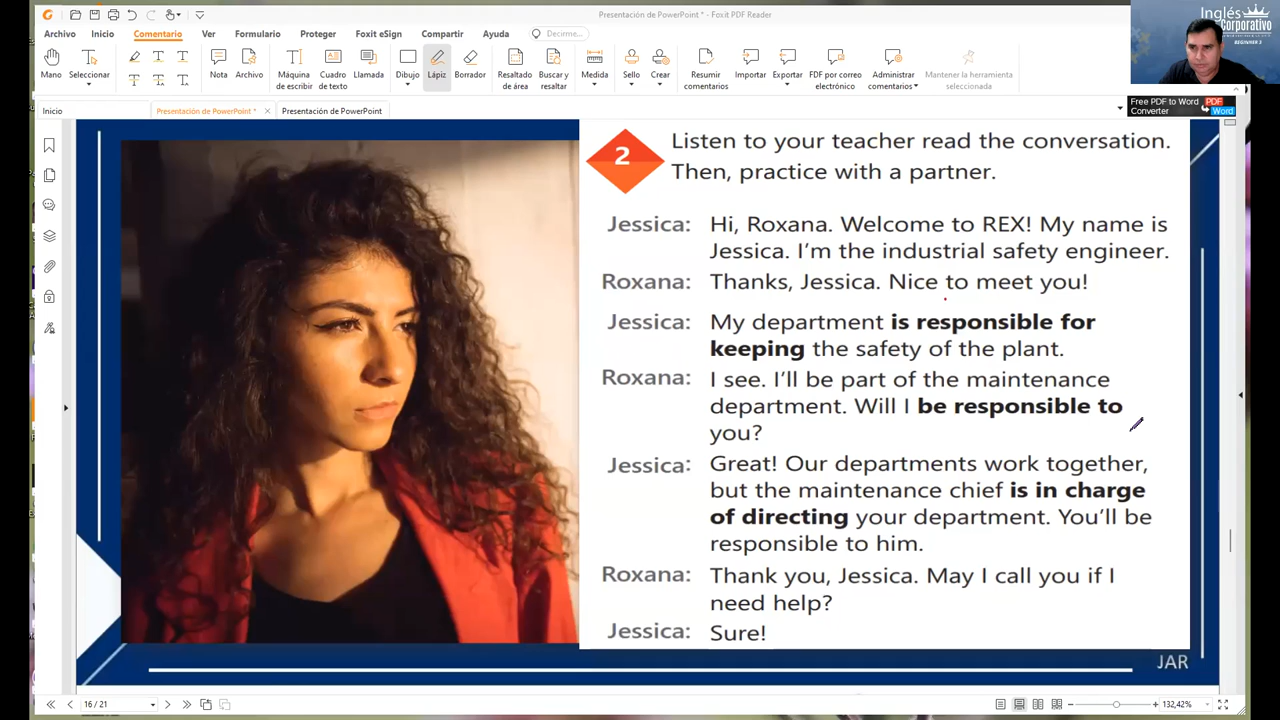 Presentación de PowerPoint * - Foxit PDF Reader
Archivo Inicio Comentario Ver Formulario Proteger Foxit eSign Compartir Ayuda Decirme...
Mano Seleccionar Nota Archivo Máquina de escribir Cuadro de texto Llamada Dibujo Lápiz Borrador Resaltado de área Buscar y resaltar Medida Sello Crear Resumir comentarios Importar Exportar PDF por correo electrónico Administrar comentarios Mantener la herramienta seleccionada
Inglés
Corporativo
BEGINNER 3
Inicio Presentación de PowerPoint * Presentación de PowerPoint
Free PDF to Word
Converter
PDF
Word
2
Listen to your teacher read the conversation.
Then, practice with a partner.
Jessica: Hi, Roxana. Welcome to REX! My name is
Jessica. I'm the industrial safety engineer.
Roxana: Thanks, Jessica. Nice to meet you!
Jessica: My department is responsible for
keeping the safety of the plant.
Roxana: I see. I'll be part of the maintenance
department. Will I be responsible to
you?
Jessica: Great! Our departments work together,
but the maintenance chief is in charge
of directing your department. You'll be
responsible to him.
Roxana: Thank you, Jessica. May I call you if I
need help?
Jessica: Sure!
JAR
16 / 21
132,42%